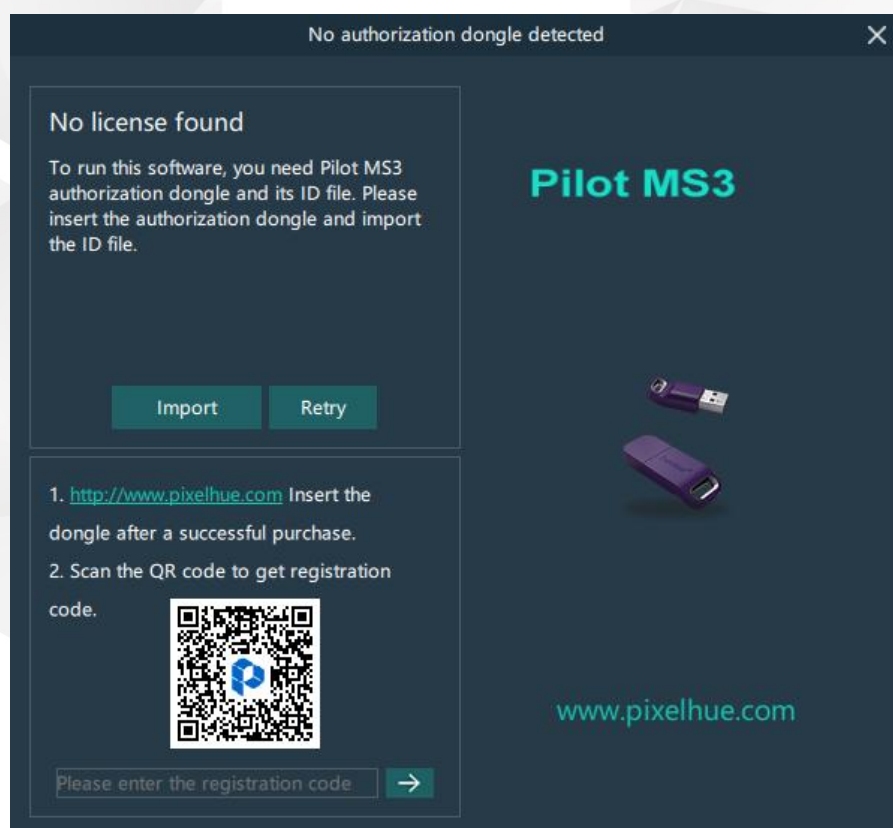 No authorization dongle detected
No license found
To run this software, you need Pilot MS3
authorization dongle and its ID file. Please
insert the authorization dongle and import
the ID file.
Import
Retry
1. http://www.pixelhue.com Insert the
dongle after a successful purchase.
2. Scan the QR code to get registration
code.
Please enter the registration code
Pilot MS3
www.pixelhue.com